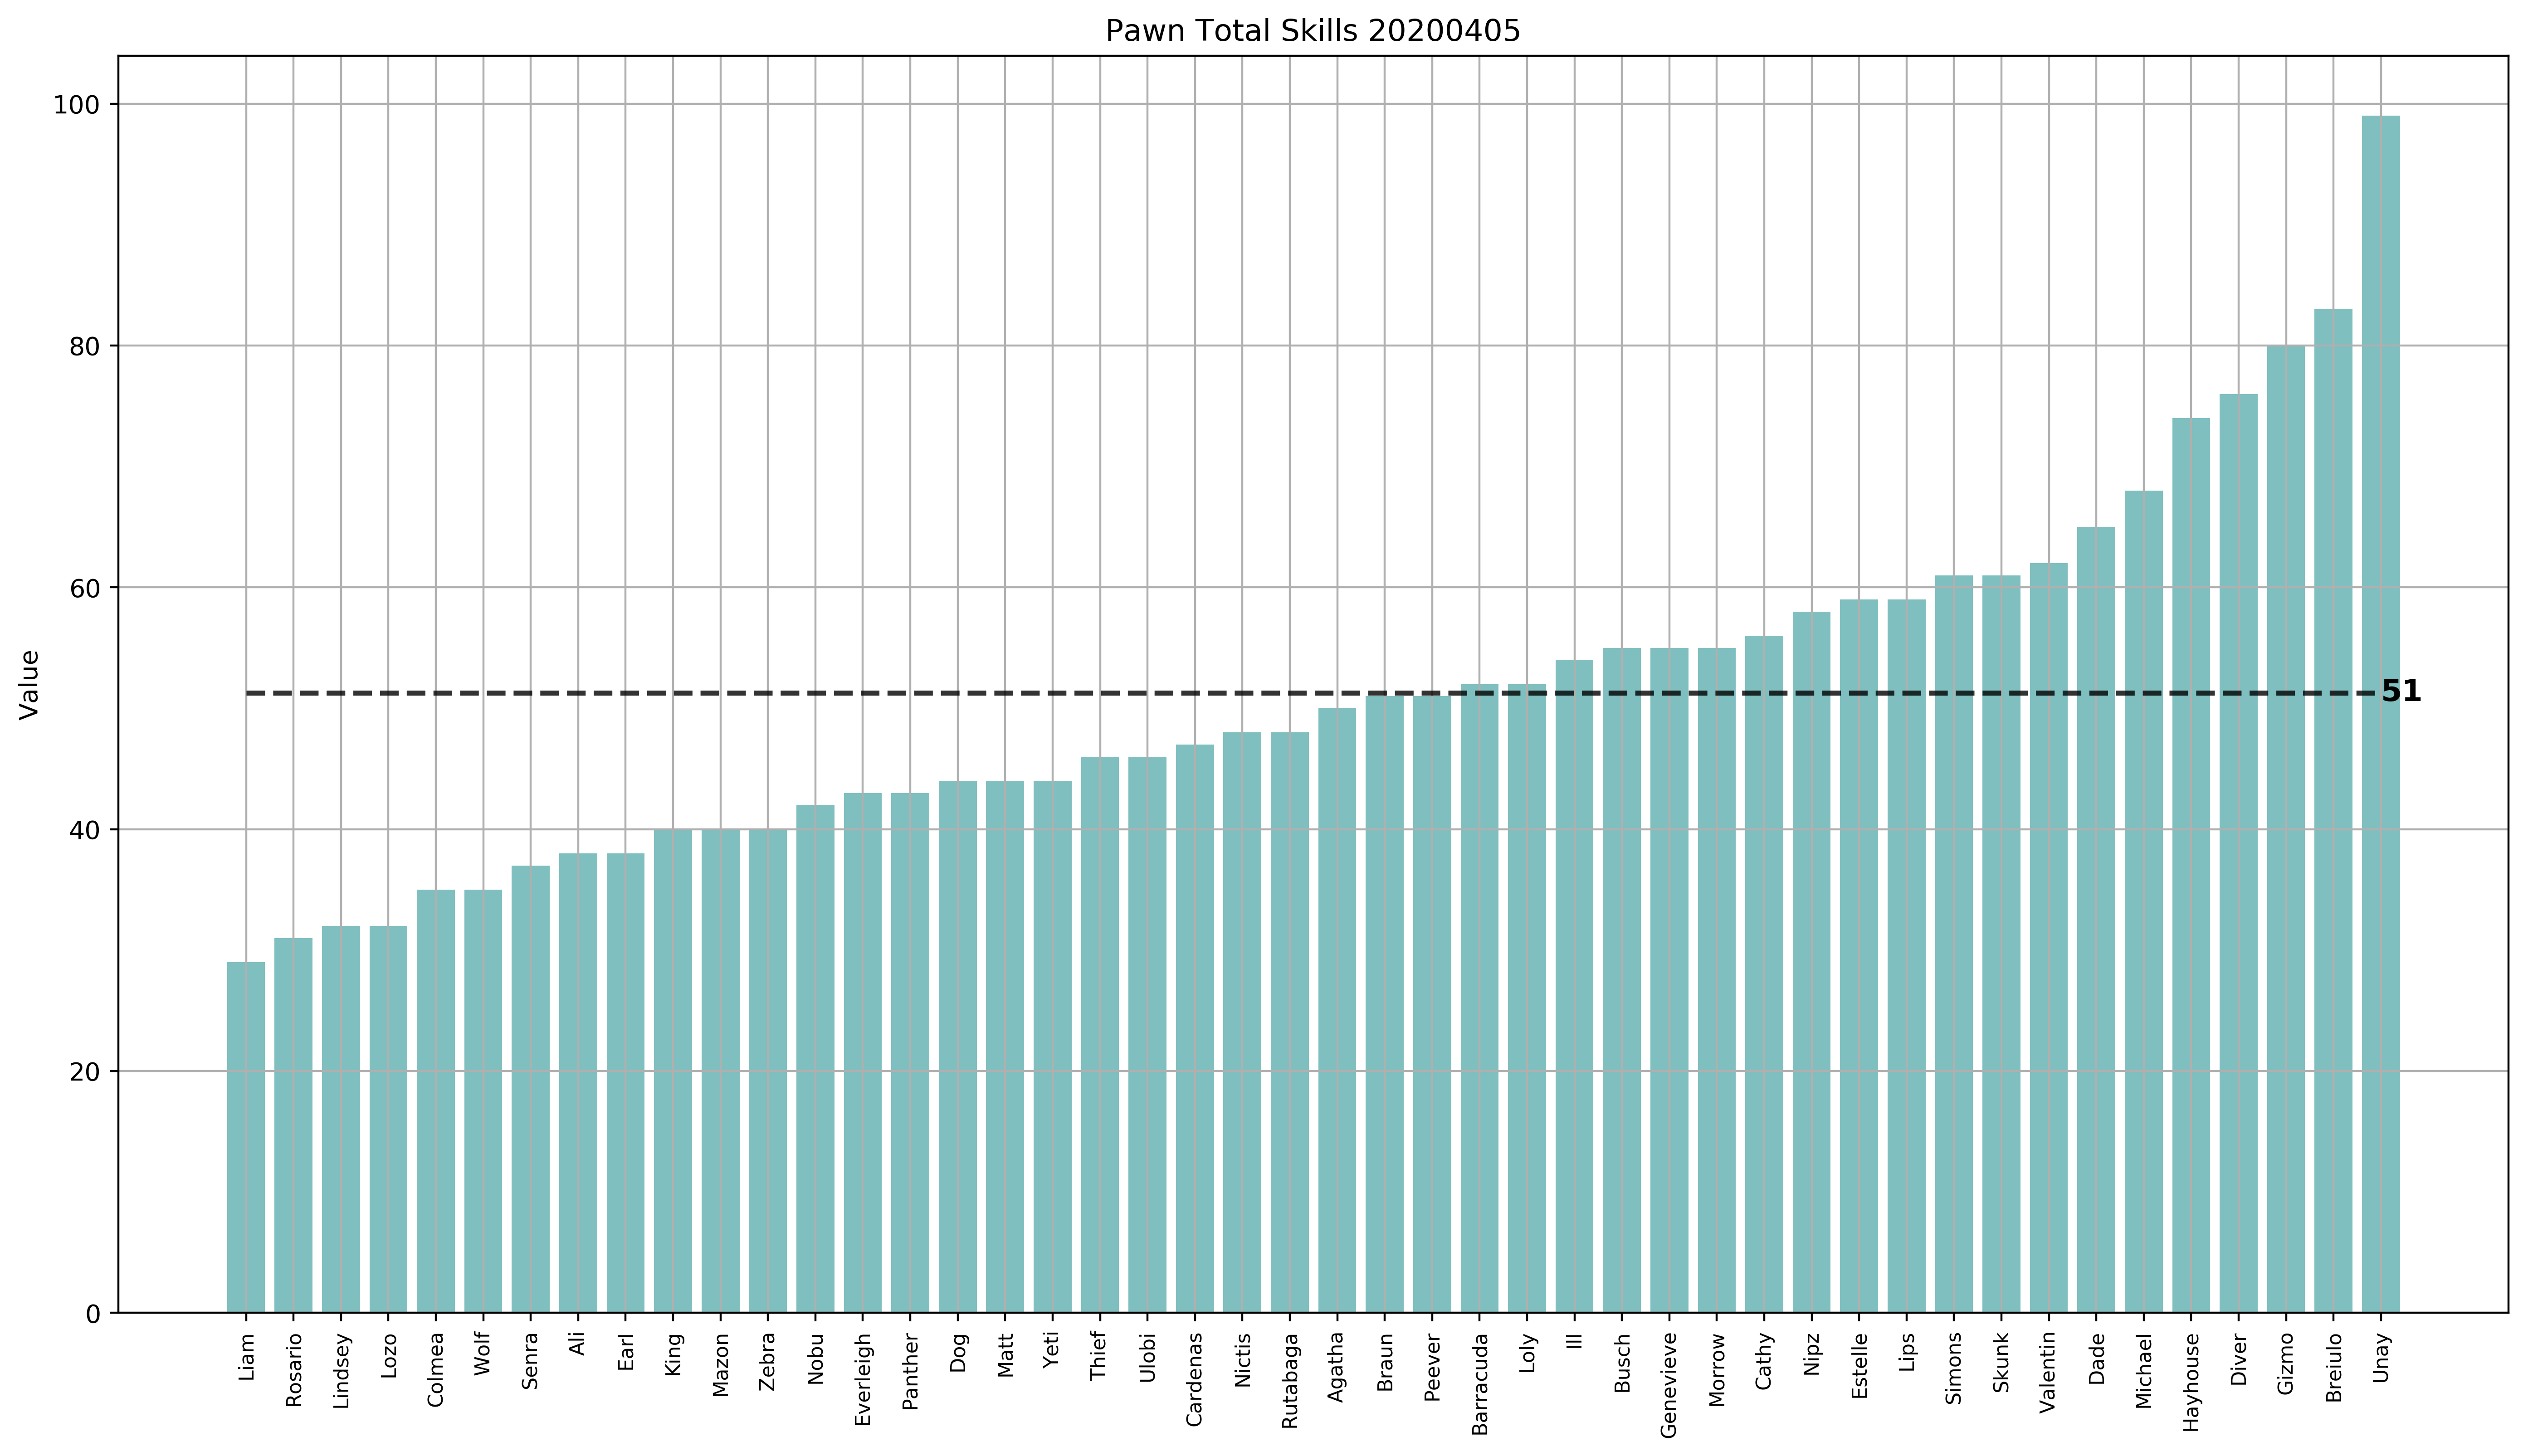 Pawn Total Skills 20200405
100
80
60
40
20
0
Value
51
Liam
Rosario
Lindsey
Lozo
Colmea
Wolf
Senra
Ali
Earl
King
Mazon
Zebra
Nobu
Everleigh
Panther
Dog
Matt
Yeti
Thief
Ulobi
Cardenas
Nictis
Rutabaga
Agatha
Braun
Peever
Barracuda
Loly
Ill
Busch
Genevieve
Morrow
Cathy
Nipz
Estelle
Lips
Simons
Skunk
Valentin
Dade
Michael
Hayhouse
Diver
Gizmo
Breiulo
Unay